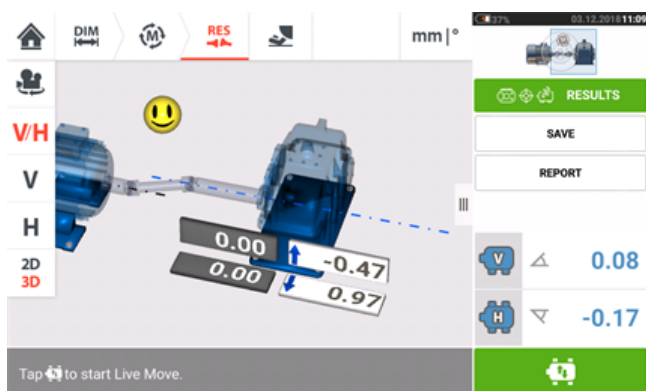 DIM
M
RES
mm|°
37%
03.12.2018 11:09
RESULTS
SAVE
REPORT
V/H
V
H
2D
3D
0.00
-0.47
0.00
0.97
V
0.08
H
-0.17
Tap to start Live Move.